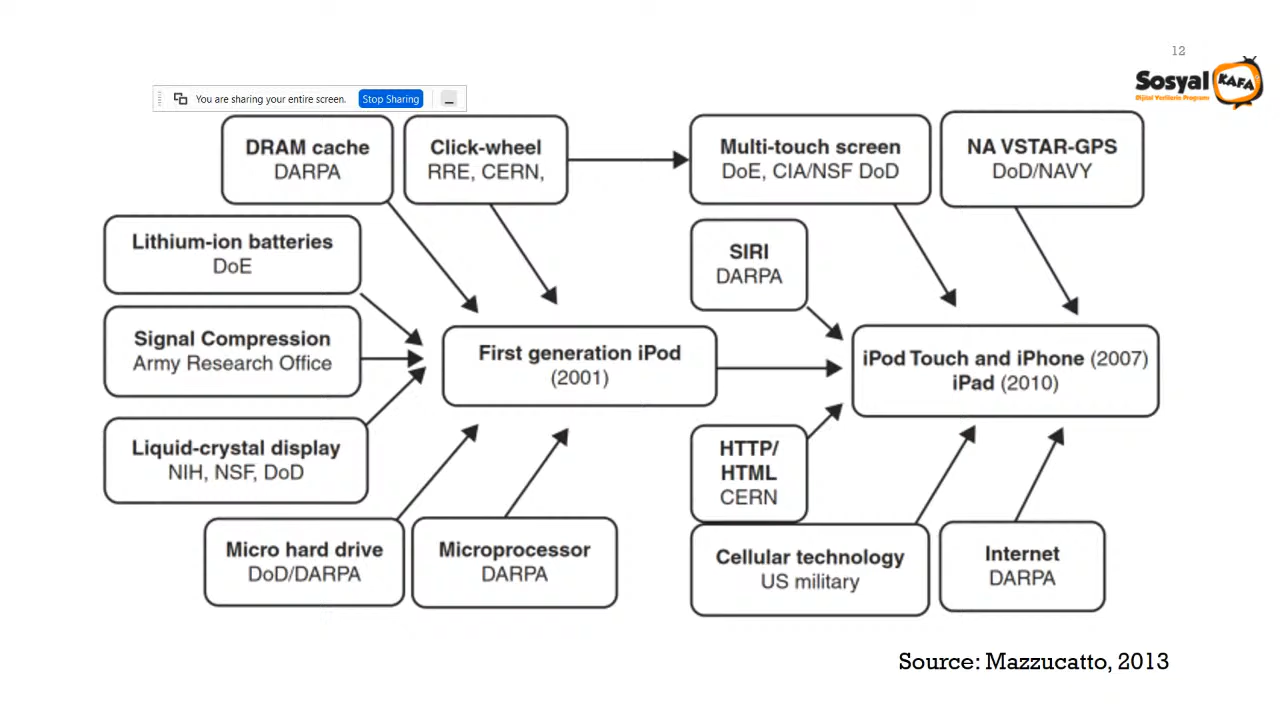 12
Sosyal KAFA
Dijital Vatandaş Programı
You are sharing your entire screen. Stop Sharing
DRAM cache
DARPA
Click-wheel
RRE, CERN,
Multi-touch screen
DoE, CIA/NSF DoD
NA VSTAR-GPS
DoD/NAVY
Lithium-ion batteries
DoE
SIRI
DARPA
Signal Compression
Army Research Office
First generation iPod
(2001)
iPod Touch and iPhone (2007)
iPad (2010)
Liquid-crystal display
NIH, NSF, DoD
HTTP/
HTML
CERN
Micro hard drive
DoD/DARPA
Microprocessor
DARPA
Cellular technology
US military
Internet
DARPA
Source: Mazzucatto, 2013